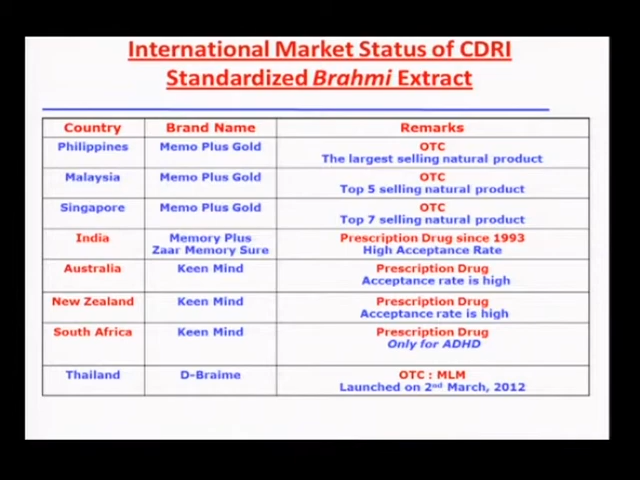 International Market Status of CDRI
Standardized Brahmi Extract
Country Brand Name Remarks
Philippines Memo Plus Gold OTC
The largest selling natural product
Malaysia Memo Plus Gold OTC
Top 5 selling natural product
Singapore Memo Plus Gold OTC
Top 7 selling natural product
India Memory Plus Prescription Drug since 1993
Zaar Memory Sure High Acceptance Rate
Australia Keen Mind Prescription Drug
Acceptance rate is high
New Zealand Keen Mind Prescription Drug
Acceptance rate is high
South Africa Keen Mind Prescription Drug
Only for ADHD
Thailand D-Braime OTC : MLM
Launched on 2nd March, 2012